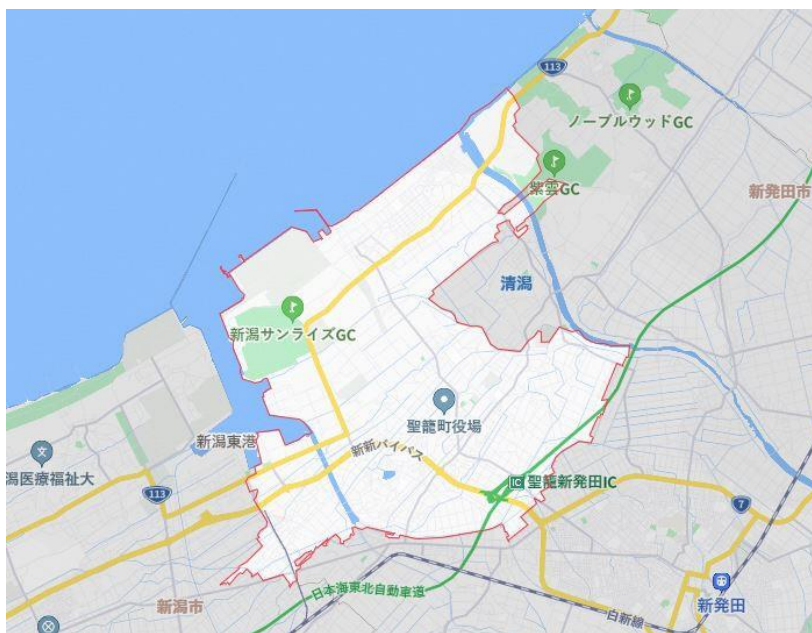 113
ノーブルウッドGC
紫雲GC
新発田市
清潟
新潟サンライズGC
聖籠町役場
新潟東港
新新バイパス
潟医療福祉大
IC 聖籠新発田IC
113
7
日本海東北自動車道
新発田
新潟市
白新線